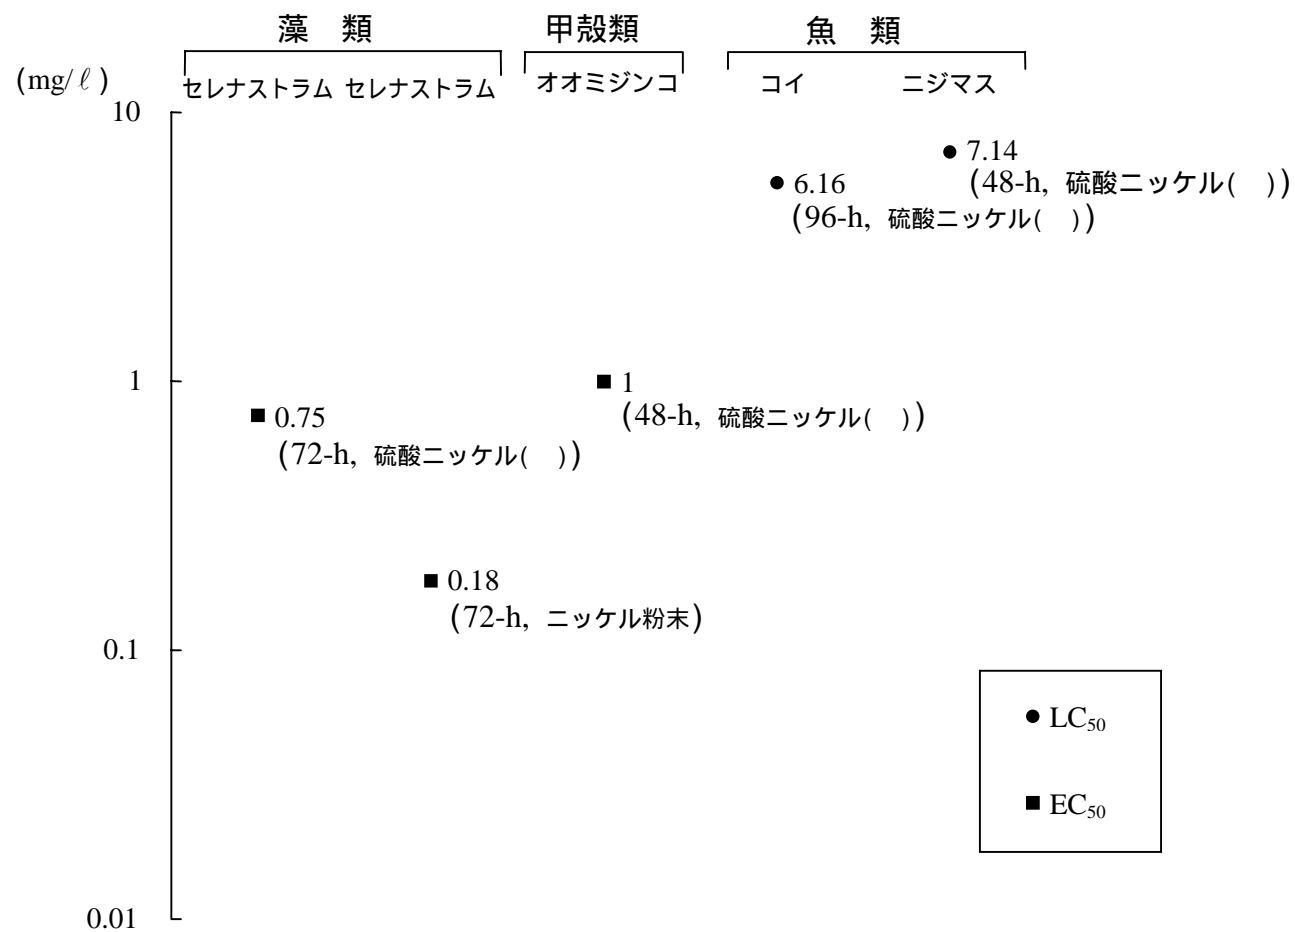 藻　類
甲殻類
魚　類
(mg/ℓ)
セレナストラム セレナストラム
オオミジンコ
コイ
ニジマス
10
7.14
(48-h, 硫酸ニッケル(　))
6.16
(96-h, 硫酸ニッケル(　))
1
1
(48-h, 硫酸ニッケル(　))
0.75
(72-h, 硫酸ニッケル(　))
0.18
(72-h, ニッケル粉末)
0.1
LC50
EC50
0.01